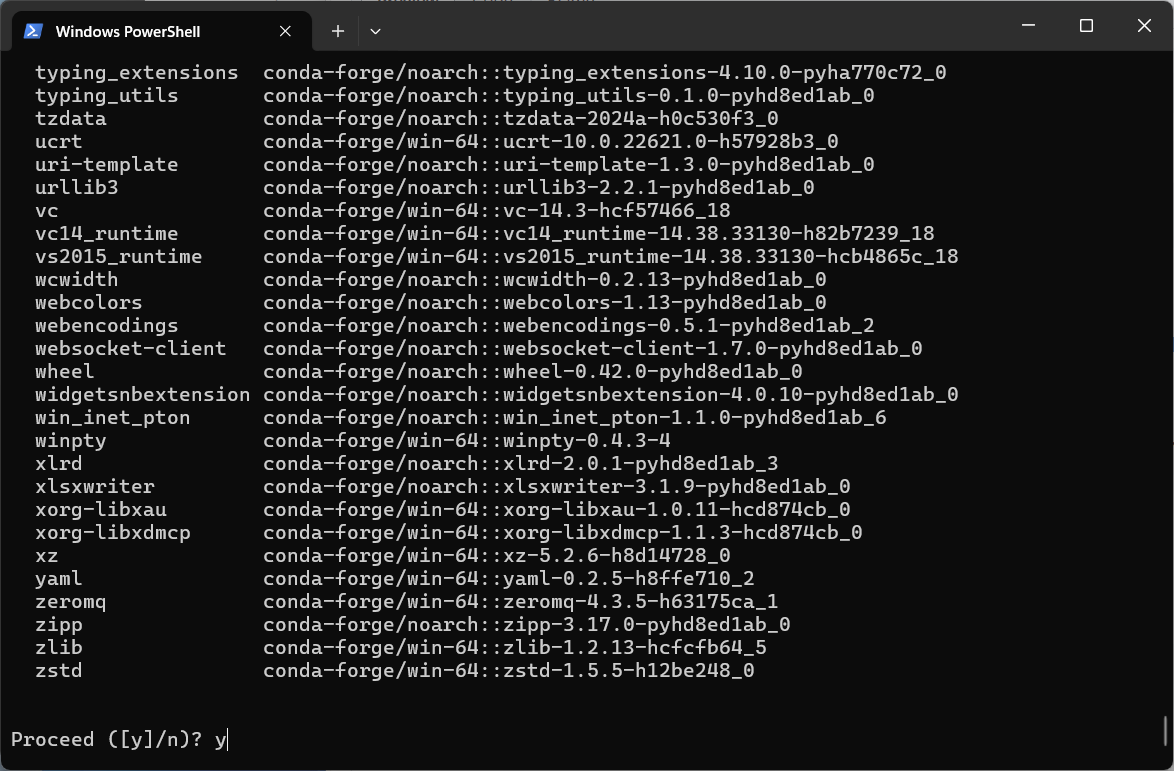 Windows PowerShell
typing_extensions conda-forge/noarch::typing_extensions-4.10.0-pyha770c72_0
typing_utils conda-forge/noarch::typing_utils-0.1.0-pyhd8ed1ab_0
tzdata conda-forge/noarch::tzdata-2024a-h0c530f3_0
ucrt conda-forge/win-64::ucrt-10.0.22621.0-h57928b3_0
uri-template conda-forge/noarch::uri-template-1.3.0-pyhd8ed1ab_0
urllib3 conda-forge/noarch::urllib3-2.2.1-pyhd8ed1ab_0
vc conda-forge/win-64::vc-14.3-hcf57466_18
vc14_runtime conda-forge/win-64::vc14_runtime-14.38.33130-h82b7239_18
vs2015_runtime conda-forge/win-64::vs2015_runtime-14.38.33130-hcb4865c_18
wcwidth conda-forge/noarch::wcwidth-0.2.13-pyhd8ed1ab_0
webcolors conda-forge/noarch::webcolors-1.13-pyhd8ed1ab_0
webencodings conda-forge/noarch::webencodings-0.5.1-pyhd8ed1ab_2
websocket-client conda-forge/noarch::websocket-client-1.7.0-pyhd8ed1ab_0
wheel conda-forge/noarch::wheel-0.42.0-pyhd8ed1ab_0
widgetsnbextension conda-forge/noarch::widgetsnbextension-4.0.10-pyhd8ed1ab_0
win_inet_pton conda-forge/noarch::win_inet_pton-1.1.0-pyhd8ed1ab_6
winpty conda-forge/win-64::winpty-0.4.3-4
xlrd conda-forge/noarch::xlrd-2.0.1-pyhd8ed1ab_3
xlsxwriter conda-forge/noarch::xlsxwriter-3.1.9-pyhd8ed1ab_0
xorg-libxau conda-forge/win-64::xorg-libxau-1.0.11-hcd874cb_0
xorg-libxdmcp conda-forge/win-64::xorg-libxdmcp-1.1.3-hcd874cb_0
xz conda-forge/win-64::xz-5.2.6-h8d14728_0
yaml conda-forge/win-64::yaml-0.2.5-h8ffe710_2
zeromq conda-forge/win-64::zeromq-4.3.5-h63175ca_1
zipp conda-forge/noarch::zipp-3.17.0-pyhd8ed1ab_0
zlib conda-forge/win-64::zlib-1.2.13-hcfcfb64_5
zstd conda-forge/win-64::zstd-1.5.5-h12be248_0
Proceed ([y]/n)? y